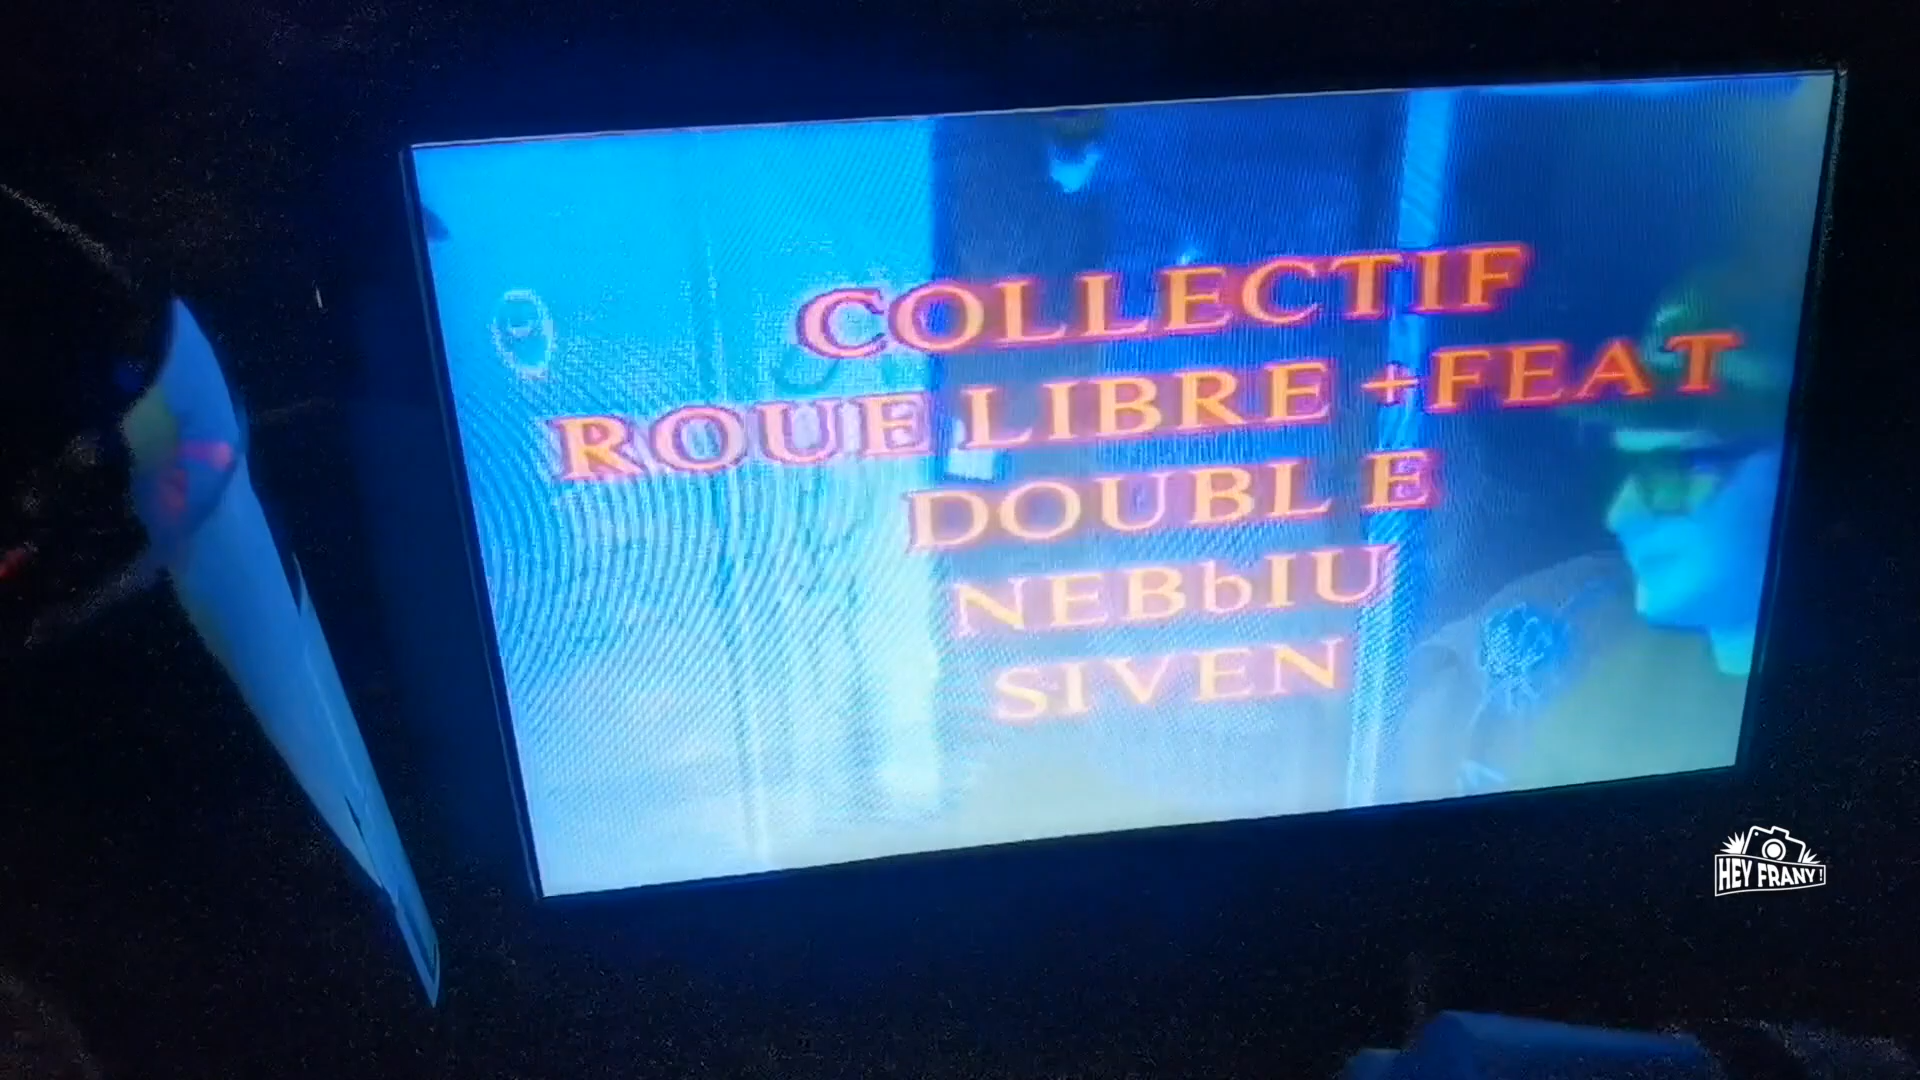 COLLECTIF
ROUE LIBRE +FEAT
DOUBL E
NEBbIU
SIVEN
HEY FRANY!